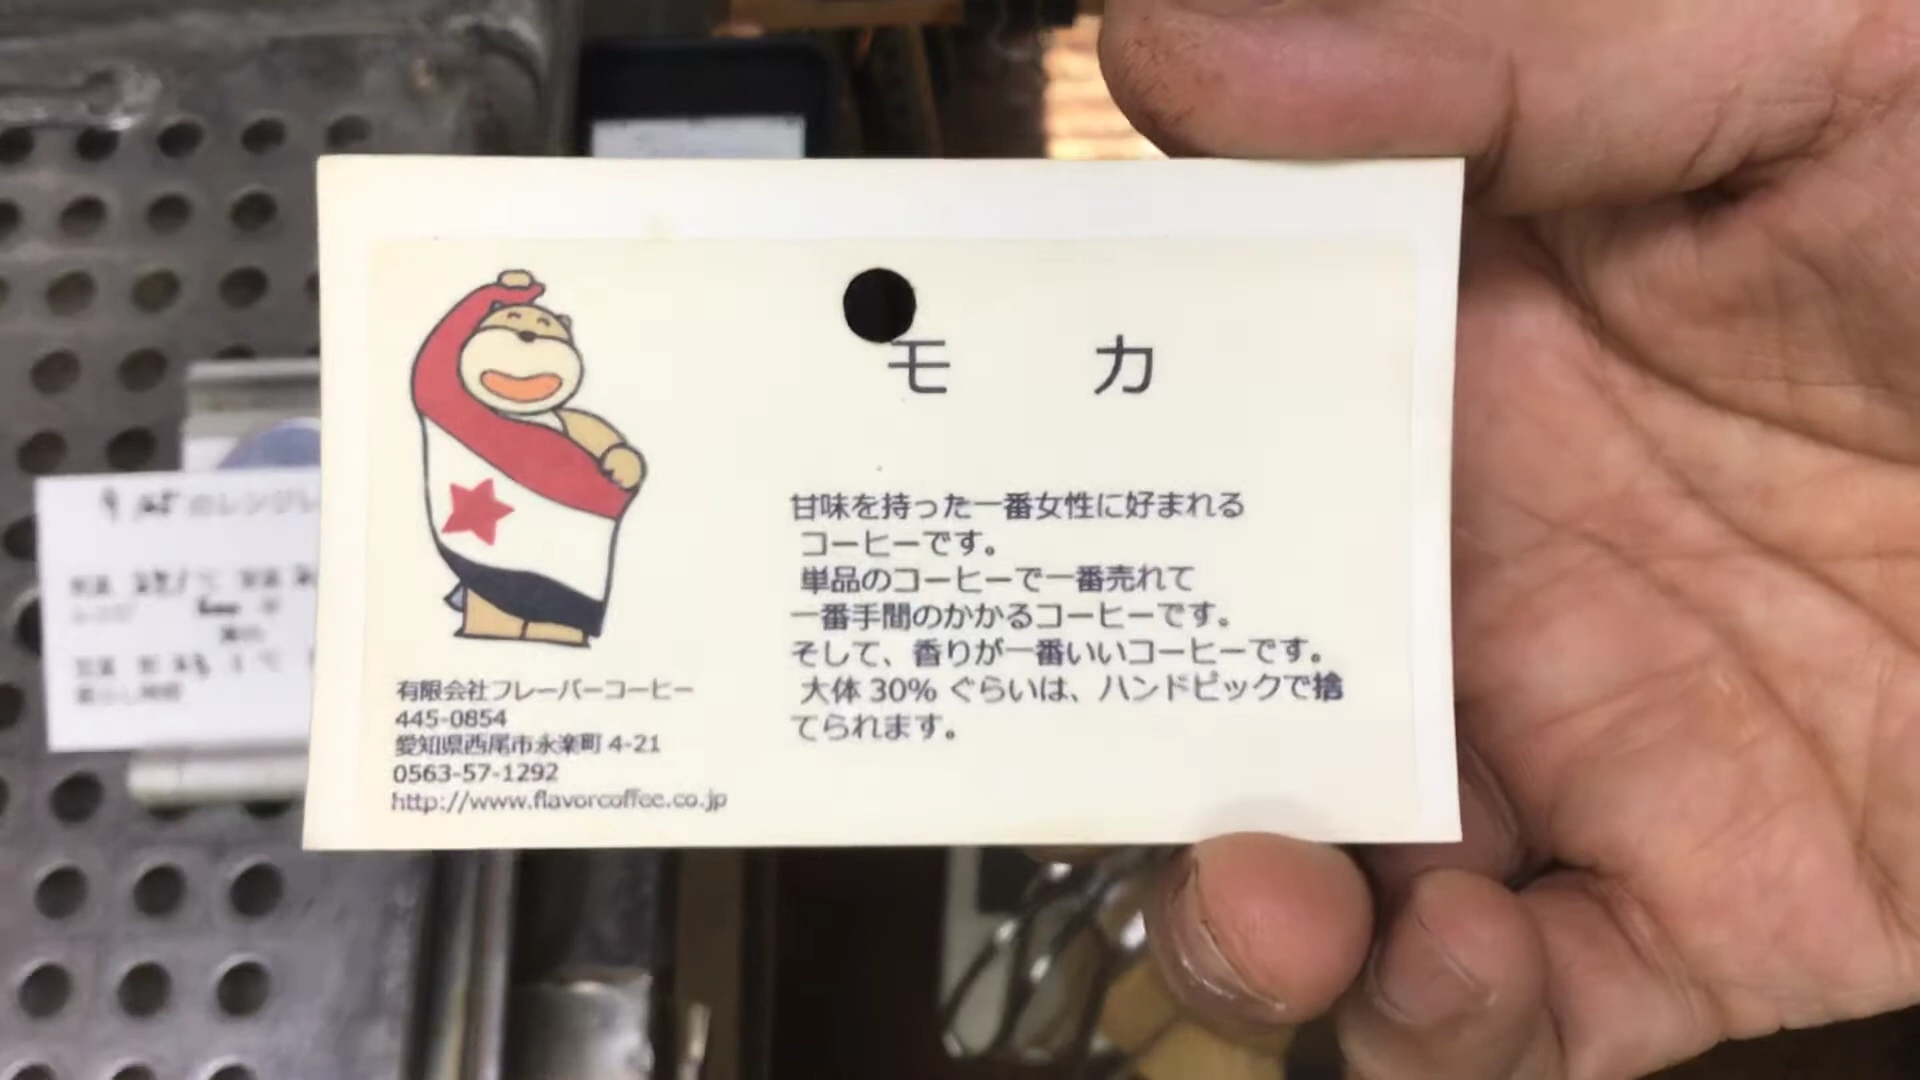 モ カ
甘味を持った一番女性に好まれる
コーヒーです。
単品のコーヒーで一番売れて
一番手間のかかるコーヒーです。
そして、香りが一番いいコーヒーです。
大体 30% ぐらいは、ハンドピックで捨
てられます。
有限会社フレーバーコーヒー
445-0854
愛知県西尾市永楽町 4-21
0563-57-1292
http://www.flavorcoffee.co.jp
のレンジ